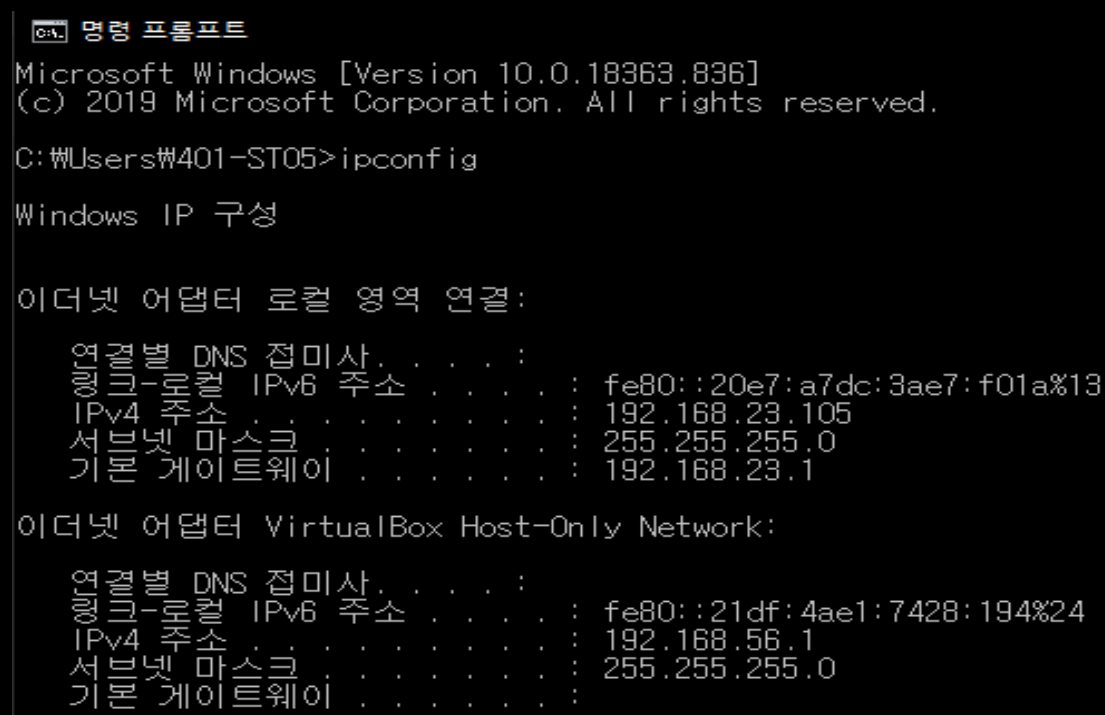 명령 프롬프트
Microsoft Windows [Version 10.0.18363.836]
(c) 2019 Microsoft Corporation. All rights reserved.
C:₩Users₩401-ST05>ipconfig
Windows IP 구성
이더넷 어댑터 로컬 영역 연결:
연결별 DNS 접미사. . . . :
링크-로컬 IPv6 주소 . . . . : fe80::20e7:a7dc:3ae7:f01a%13
IPv4 주소 . . . . . . . . . : 192.168.23.105
서브넷 마스크 . . . . . . . : 255.255.255.0
기본 게이트웨이 . . . . . . : 192.168.23.1
이더넷 어댑터 VirtualBox Host-Only Network:
연결별 DNS 접미사. . . . :
링크-로컬 IPv6 주소 . . . . : fe80::21df:4ae1:7428:194%24
IPv4 주소 . . . . . . . . . : 192.168.56.1
서브넷 마스크 . . . . . . . : 255.255.255.0
기본 게이트웨이 . . . . . . :